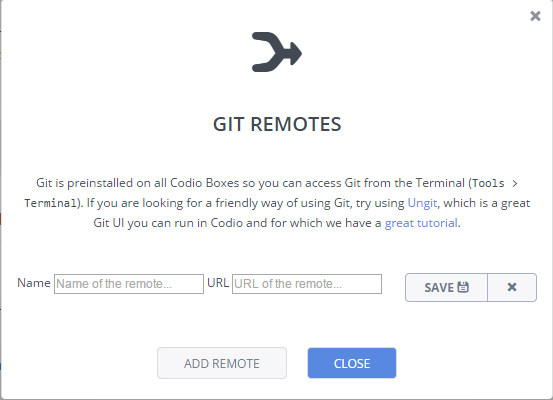 GIT REMOTES
Git is preinstalled on all Codio Boxes so you can access Git from the Terminal (Tools >
Terminal). If you are looking for a friendly way of using Git, try using Ungit, which is a great
Git UI you can run in Codio and for which we have a great tutorial.
Name Name of the remote... URL URL of the remote... SAVE
ADD REMOTE CLOSE